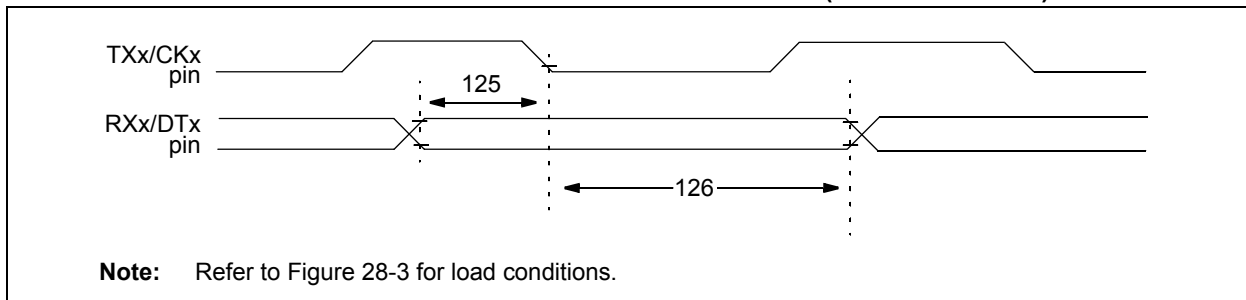 TXx/CKx
pin
125
RXx/DTx
pin
126
Note: Refer to Figure 28-3 for load conditions.